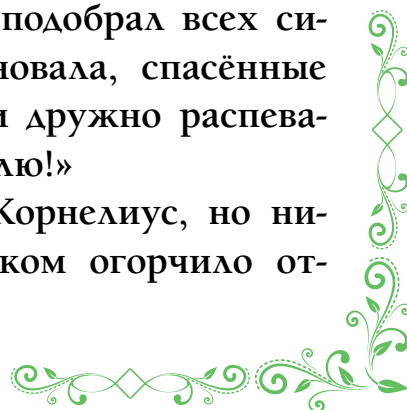 подобрал всех си-
новала, спасённые
и дружно распева-
лю!»
Корнелиус, но ни-
ком огорчило от-